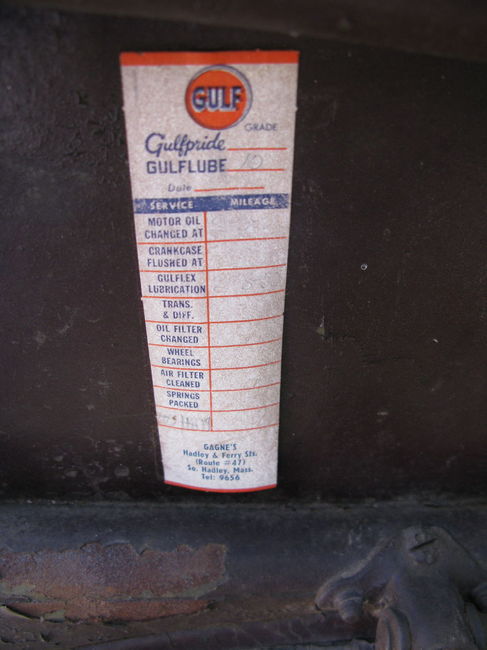 GULF
GRADE
Gulfpride
GULFLUBE 10
Date
SERVICE MILEAGE
MOTOR OIL
CHANGED AT
CRANKCASE
FLUSHED AT
GULFLEX
LUBRICATION
TRANS.
& DIFF.
OIL FILTER
CHANGED
WHEEL
BEARINGS
AIR FILTER
CLEANED
SPRINGS
PACKED
GAGNE'S
Hadley & Ferry Sts.
(Route #47)
So. Hadley, Mass.
Tel: 9656